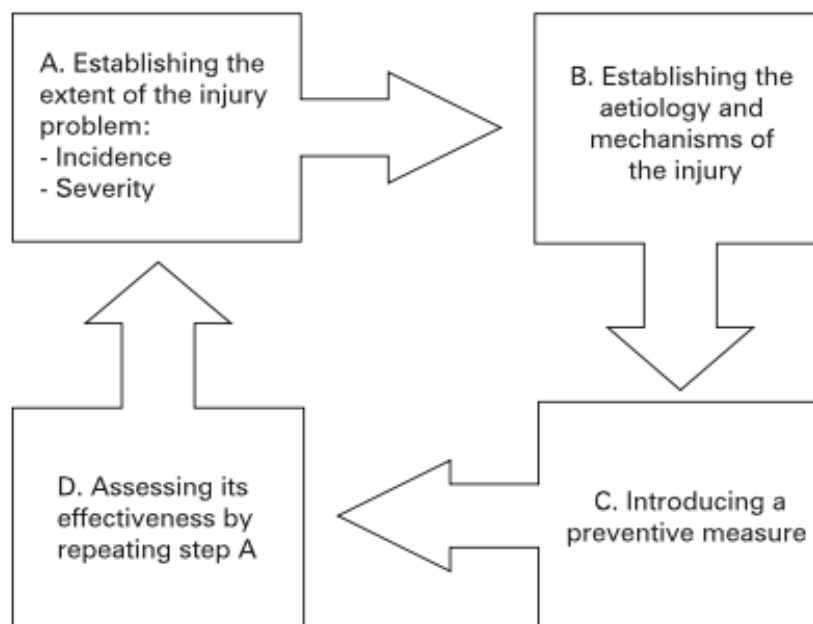 A. Establishing the
extent of the injury
problem:
- Incidence
- Severity
B. Establishing the
aetiology and
mechanisms of
the injury
C. Introducing a
preventive measure
D. Assessing its
effectiveness by
repeating step A